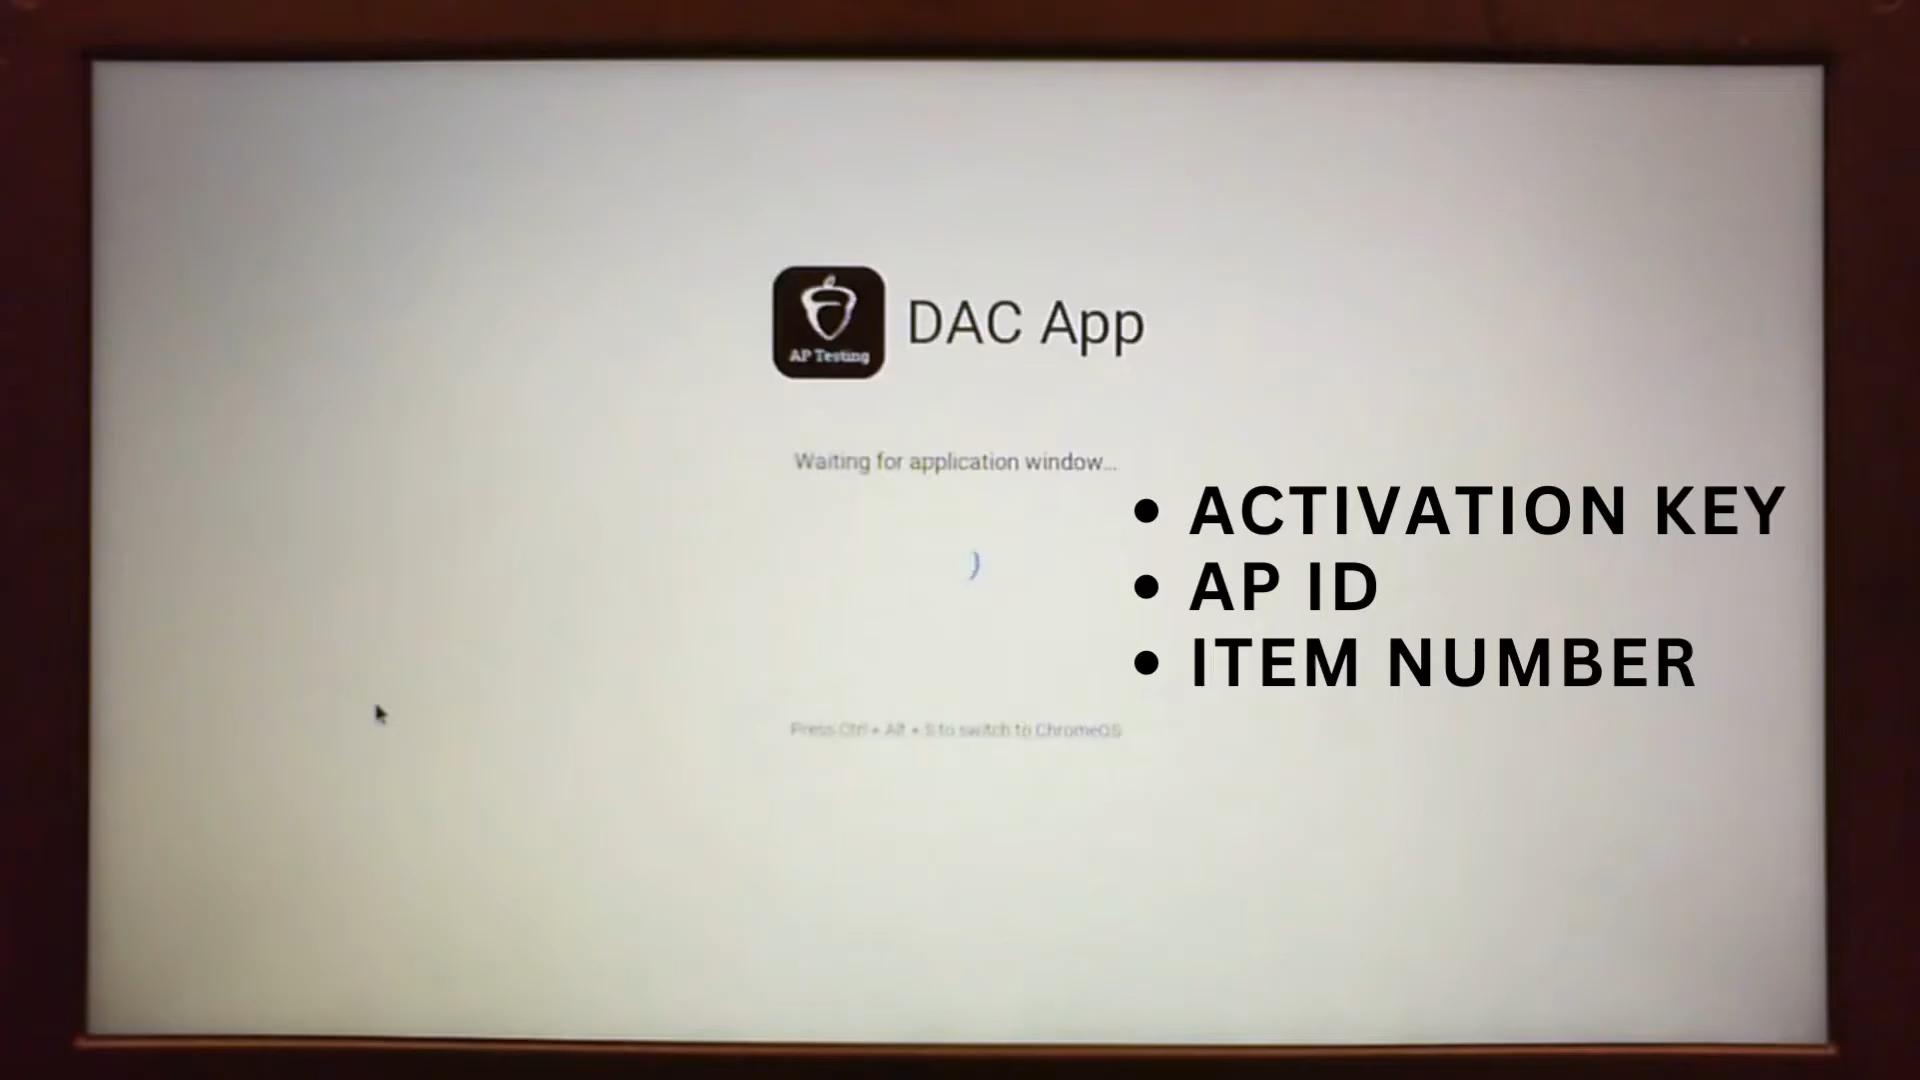 AP Testing
DAC App
Waiting for application window...
ACTIVATION KEY
AP ID
ITEM NUMBER
Press Ctrl + Alt + S to switch to ChromeOS